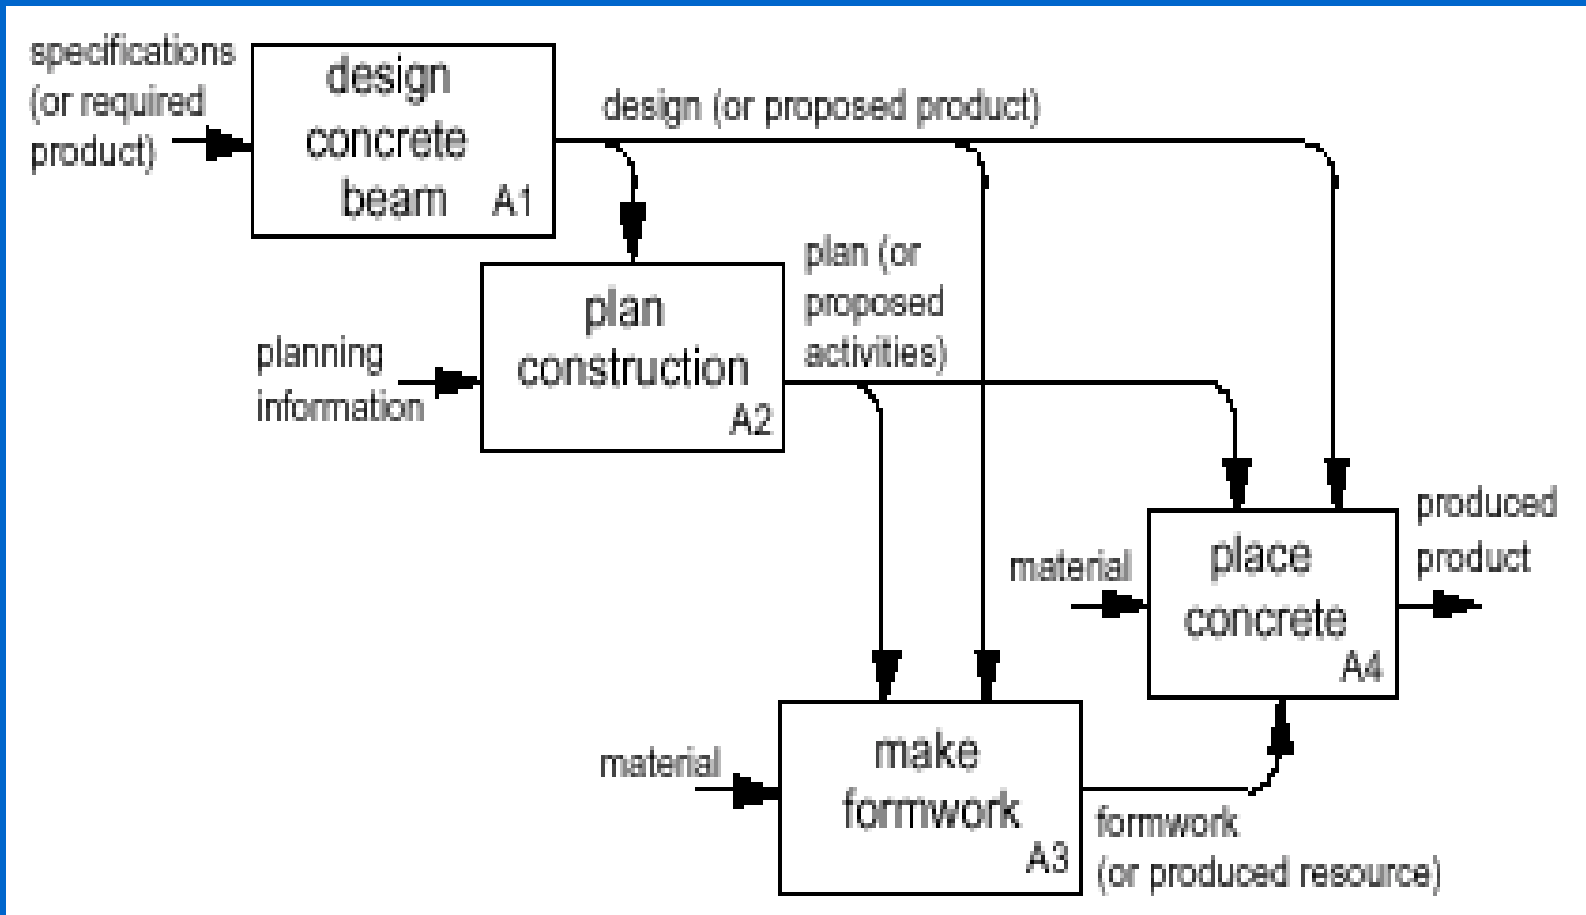 specifications
(or required
product)
design
concrete
beam
A1
design (or proposed product)
plan
construction
A2
planning
information
plan (or
proposed
activities)
produced
product
material
place
concrete
A4
material
make
formwork
A3
formwork
(or produced resource)